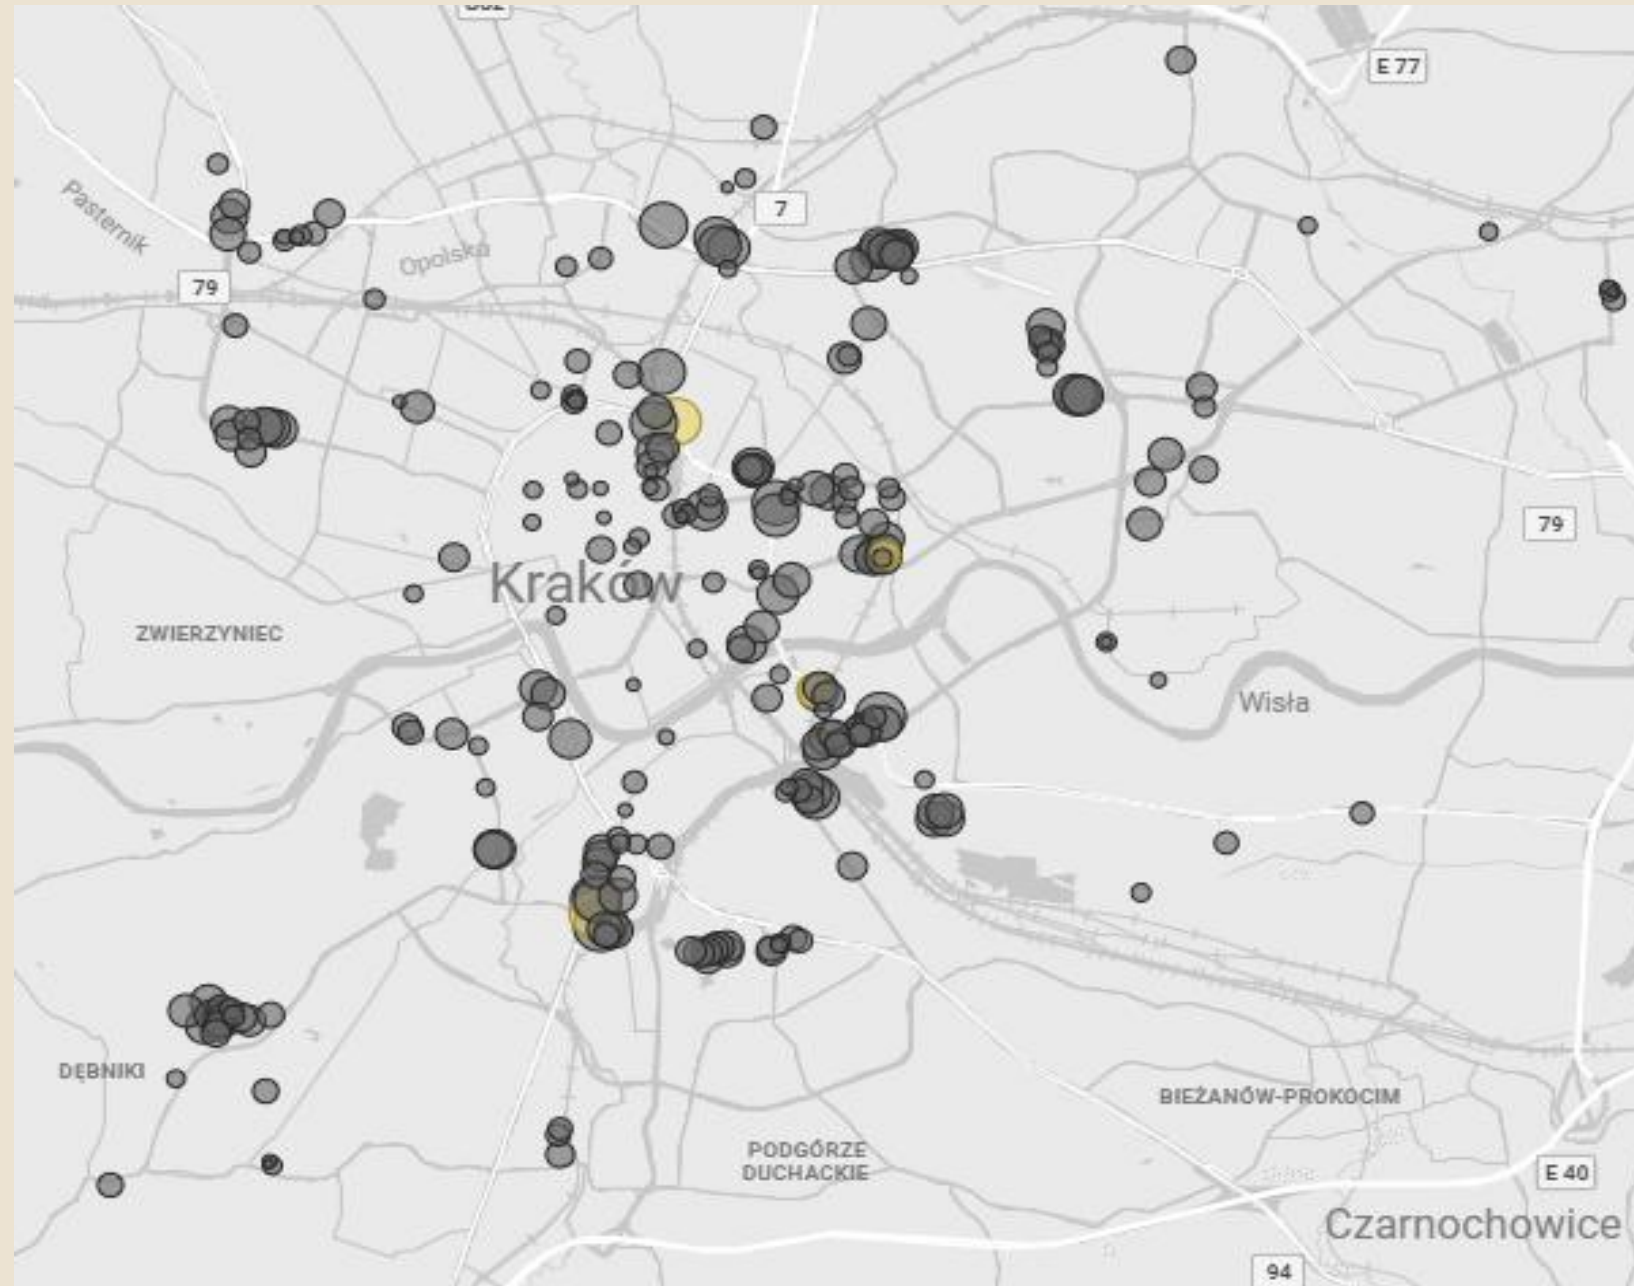 E 77
Pasternik
7
Opolska
79
79
Kraków
ZWIERZYNIEC
Wisła
DĘBNIKI
BIEŻANÓW-PROKOCIM
PODGÓRZE
DUCHACKIE
E 40
Czarnochowice
94